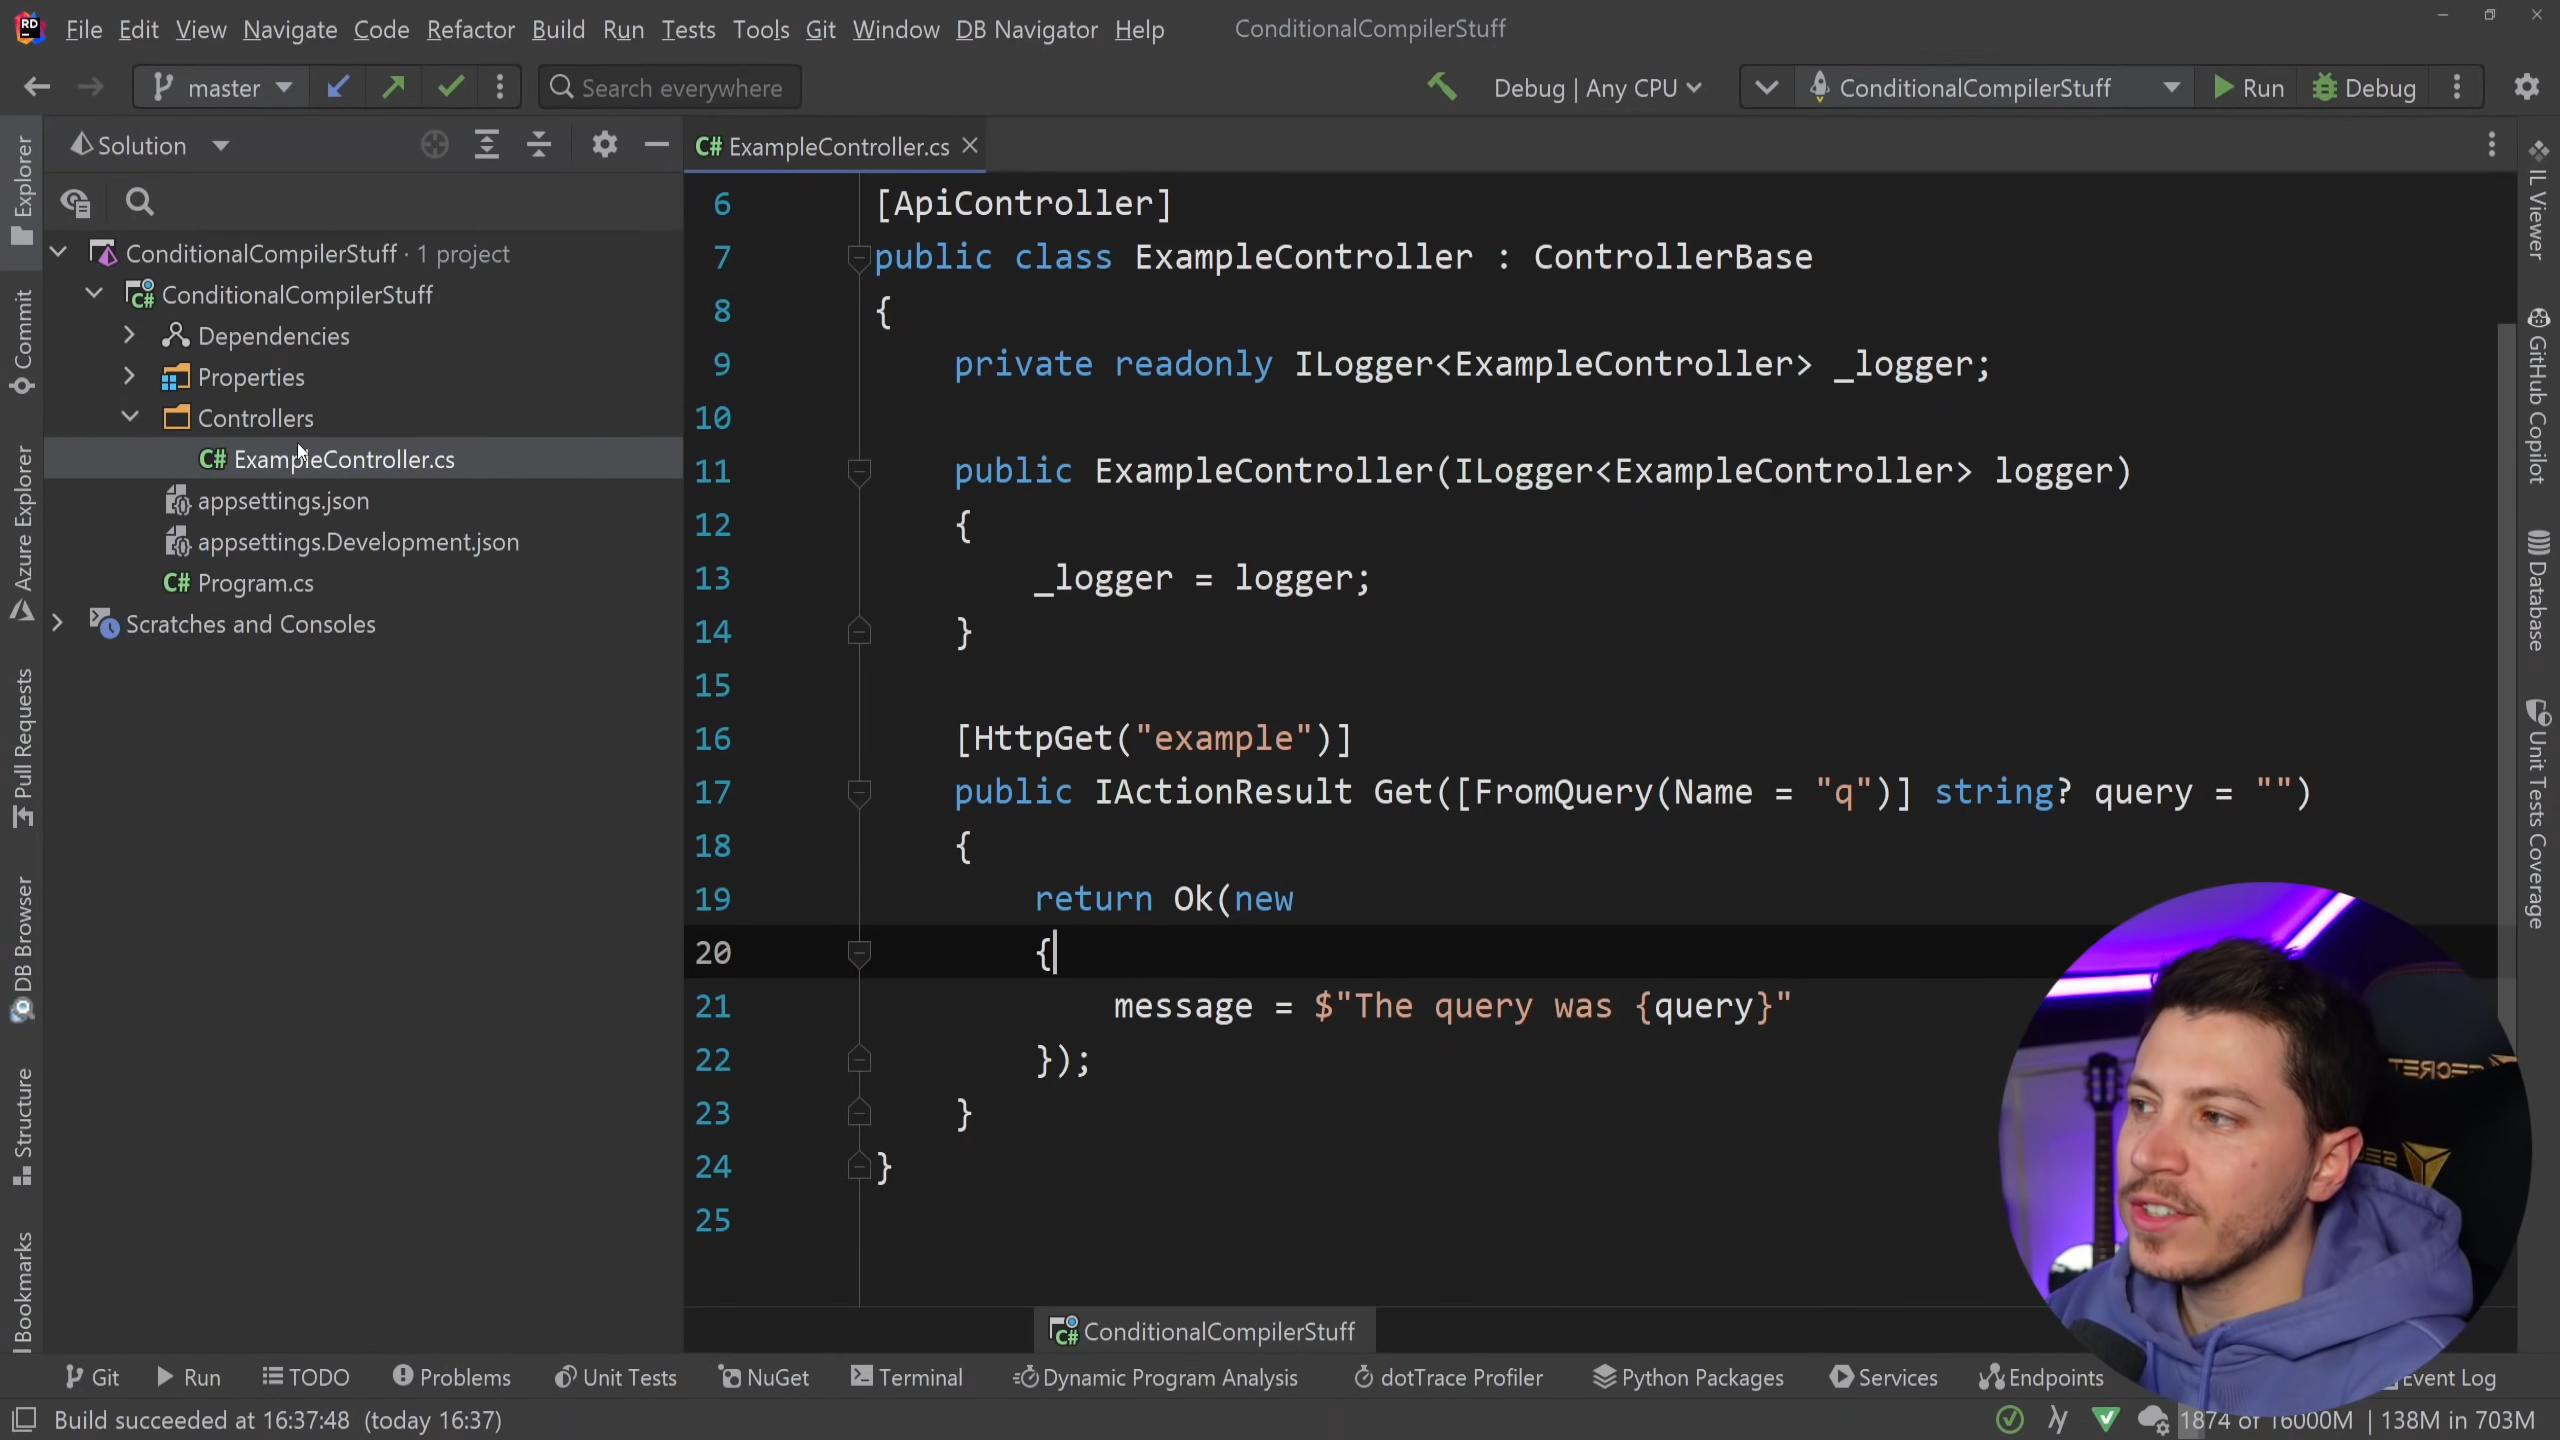 File Edit View Navigate Code Refactor Build Run Tests Tools Git Window DB Navigator Help ConditionalCompilerStuff
master Search everywhere Debug | Any CPU ConditionalCompilerStuff Run Debug
Solution
ExampleController.cs
ConditionalCompilerStuff · 1 project
ConditionalCompilerStuff
Dependencies
Properties
Controllers
C# ExampleController.cs
appsettings.json
appsettings.Development.json
C# Program.cs
Scratches and Consoles
Explorer
Commit
Azure Explorer
Pull Requests
DB Browser
Structure
Bookmarks
6 [ApiController]
7 public class ExampleController : ControllerBase
8 {
9 private readonly ILogger<ExampleController> _logger;
10
11 public ExampleController(ILogger<ExampleController> logger)
12 {
13 _logger = logger;
14 }
15
16 [HttpGet("example")]
17 public IActionResult Get([FromQuery(Name = "q")] string? query = "")
18 {
19 return Ok(new
20 {
21 message = $"The query was {query}"
22 });
23 }
24 }
25
IL Viewer
GitHub Copilot
Database
Unit Tests Coverage
ConditionalCompilerStuff
Git Run TODO Problems Unit Tests NuGet Terminal Dynamic Program Analysis dotTrace Profiler Python Packages Services Endpoints Event Log
Build succeeded at 16:37:48 (today 16:37) 1874 of 16000M | 138M in 703M